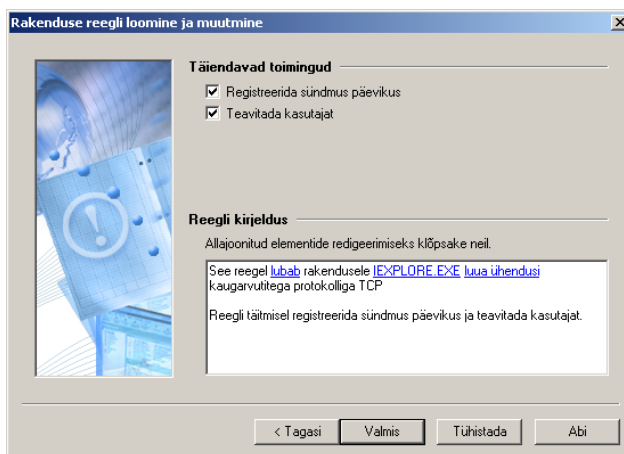 Rakenduse reegli loomine ja muutmine
Täiendavad toimingud
Registreerida sündmus päevikus
Teavitada kasutajat
Reegli kirjeldus
Allajoonitud elementide redigeerimiseks klõpsake neil.
See reegel lubab rakendusele IEXPLORE.EXE luua ühendusi
kaugarvutitega protokolliga TCP
Reegli täitmisel registreerida sündmus päevikus ja teavitada kasutajat.
< Tagasi Valmis Tühistada Abi